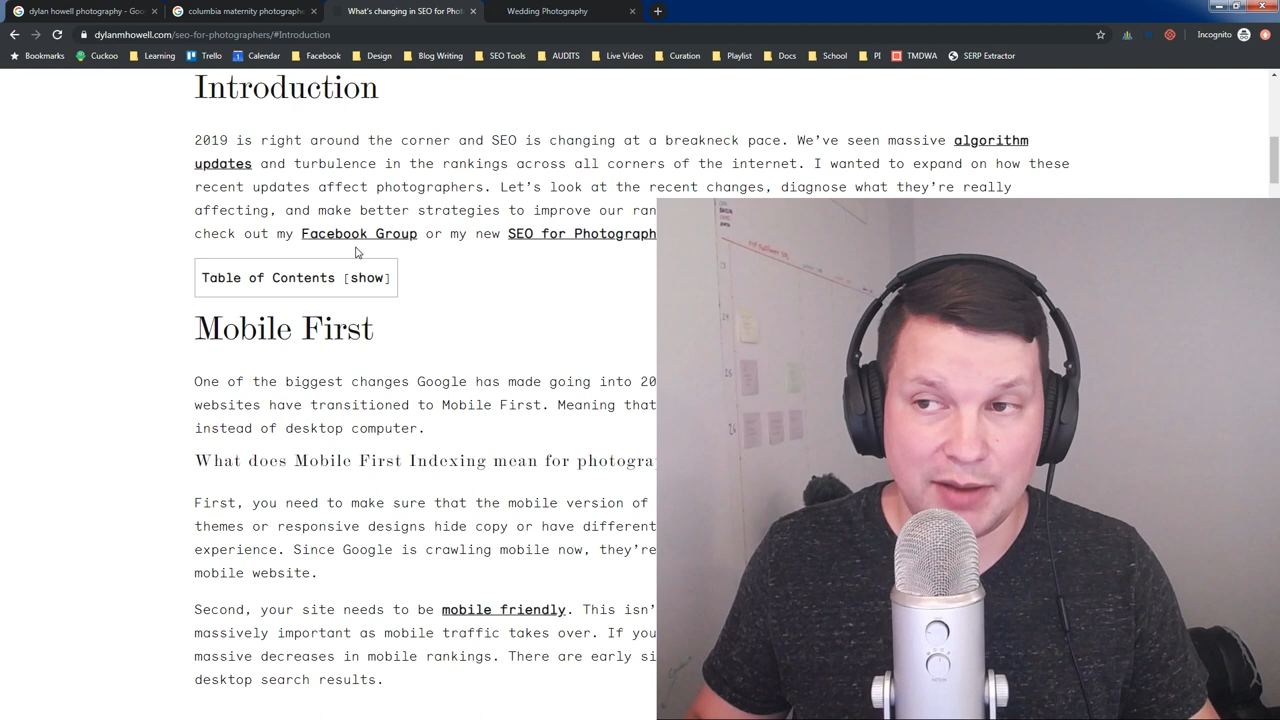 dylan howell photography - Goo
columbia maternity photographe
What's changing in SEO for Phot
Wedding Photography
dylanmhowell.com/seo-for-photographers/#Introduction
Incognito
Bookmarks
Cuckoo
Learning
Trello
Calendar
Facebook
Design
Blog Writing
SEO Tools
AUDITS
Live Video
Curation
Playlist
Docs
School
PI
TMDWA
SERP Extractor
Introduction
2019 is right around the corner and SEO is changing at a breakneck pace. We've seen massive algorithm
updates and turbulence in the rankings across all corners of the internet. I wanted to expand on how these
recent updates affect photographers. Let's look at the recent changes, diagnose what they're really
affecting, and make better strategies to improve our ran
check out my Facebook Group or my new SEO for Photograph
Table of Contents [show]
Mobile First
One of the biggest changes Google has made going into 20
websites have transitioned to Mobile First. Meaning that
instead of desktop computer.
What does Mobile First Indexing mean for photogra
First, you need to make sure that the mobile version of
themes or responsive designs hide copy or have different
experience. Since Google is crawling mobile now, they're
mobile website.
Second, your site needs to be mobile friendly. This isn'
massively important as mobile traffic takes over. If you
massive decreases in mobile rankings. There are early si
desktop search results.